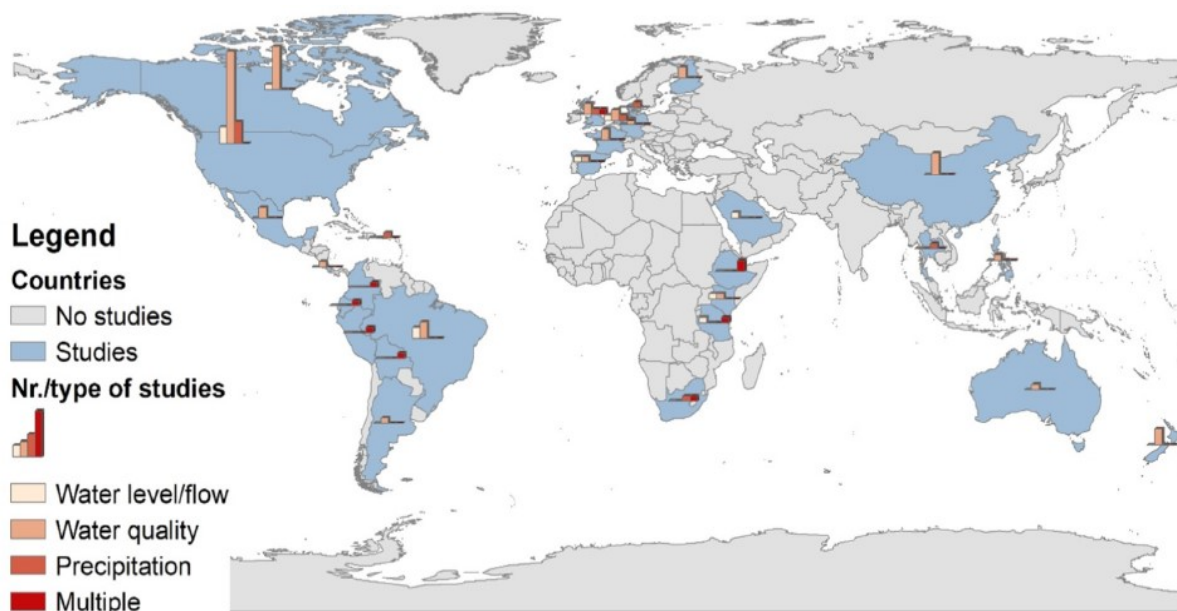 Legend
Countries
No studies
Studies
Nr./type of studies
Water level/flow
Water quality
Precipitation
Multiple